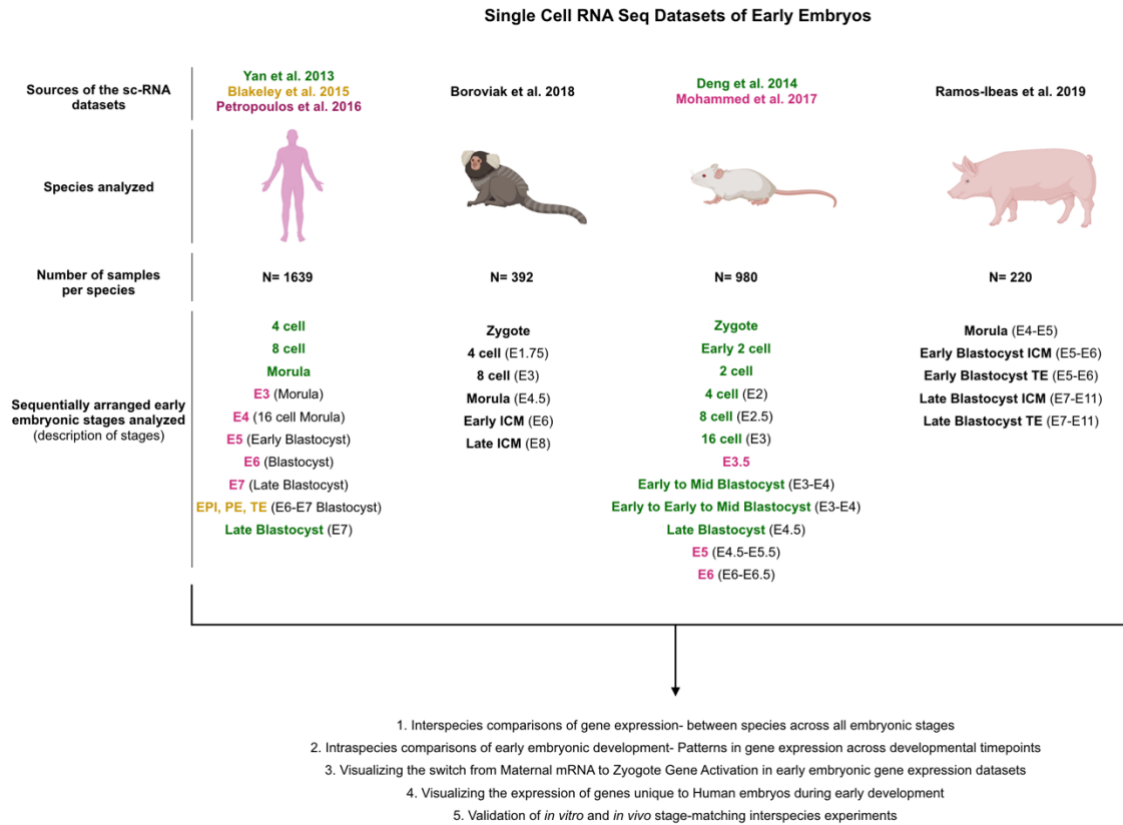 Single Cell RNA Seq Datasets of Early Embryos
Sources of the sc-RNA
datasets
Yan et al. 2013
Blakeley et al. 2015
Petropoulos et al. 2016
Boroviak et al. 2018
Deng et al. 2014
Mohammed et al. 2017
Ramos-Ibeas et al. 2019
Species analyzed
Number of samples
per species
N= 1639
N= 392
N= 980
N= 220
Sequentially arranged early
embryonic stages analyzed
(description of stages)
4 cell
8 cell
Morula
E3 (Morula)
E4 (16 cell Morula)
E5 (Early Blastocyst)
E6 (Blastocyst)
E7 (Late Blastocyst)
EPI, PE, TE (E6-E7 Blastocyst)
Late Blastocyst (E7)
Zygote
4 cell (E1.75)
8 cell (E3)
Morula (E4.5)
Early ICM (E6)
Late ICM (E8)
Zygote
Early 2 cell
2 cell
4 cell (E2)
8 cell (E2.5)
16 cell (E3)
E3.5
Early to Mid Blastocyst (E3-E4)
Early to Early to Mid Blastocyst (E3-E4)
Late Blastocyst (E4.5)
E5 (E4.5-E5.5)
E6 (E6-E6.5)
Morula (E4-E5)
Early Blastocyst ICM (E5-E6)
Early Blastocyst TE (E5-E6)
Late Blastocyst ICM (E7-E11)
Late Blastocyst TE (E7-E11)
1. Interspecies comparisons of gene expression- between species across all embryonic stages
2. Intraspecies comparisons of early embryonic development- Patterns in gene expression across developmental timepoints
3. Visualizing the switch from Maternal mRNA to Zyogote Gene Activation in early embryonic gene expression datasets
4. Visualizing the expression of genes unique to Human embryos during early development
5. Validation of in vitro and in vivo stage-matching interspecies experiments